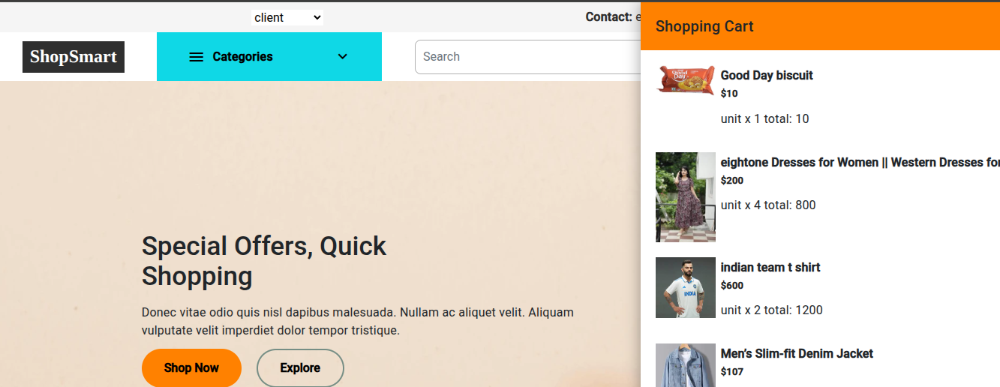 client
Contact:
Shopping Cart
ShopSmart
Categories
Search
Good Day
Good Day biscuit
$10
unit x 1 total: 10
eightone Dresses for Women || Western Dresses
$200
unit x 4 total: 800
INDIA
indian team t shirt
$600
unit x 2 total: 1200
Men's Slim-fit Denim Jacket
$107
Special Offers, Quick
Shopping
Donec vitae odio quis nisl dapibus malesuada. Nullam ac aliquet velit. Aliquam
vulputate velit imperdiet dolor tempor tristique.
Shop Now
Explore